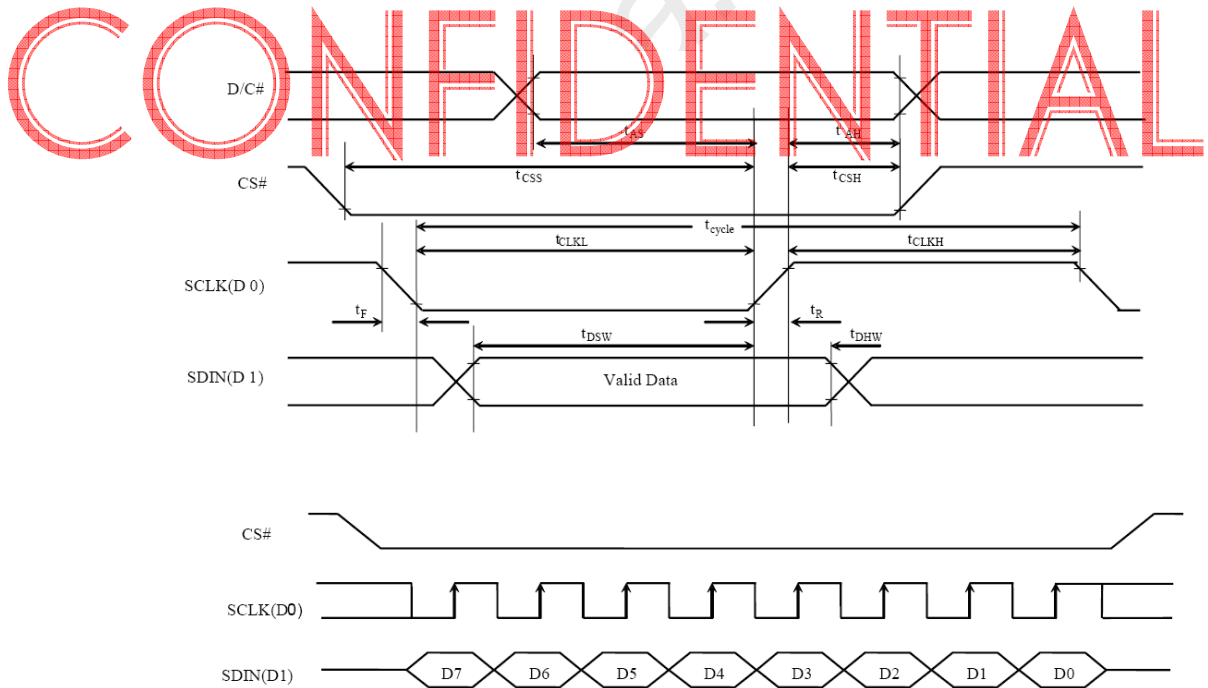 CONFIDENTIAL
D/C#
tAS
tAH
CS#
tCSS
tCSH
tcycle
tCLKL
tCLKH
SCLK(D 0)
tF
tR
tDSW
tDHW
SDIN(D 1)
Valid Data
CS#
SCLK(D0)
SDIN(D1)
D7 D6 D5 D4 D3 D2 D1 D0